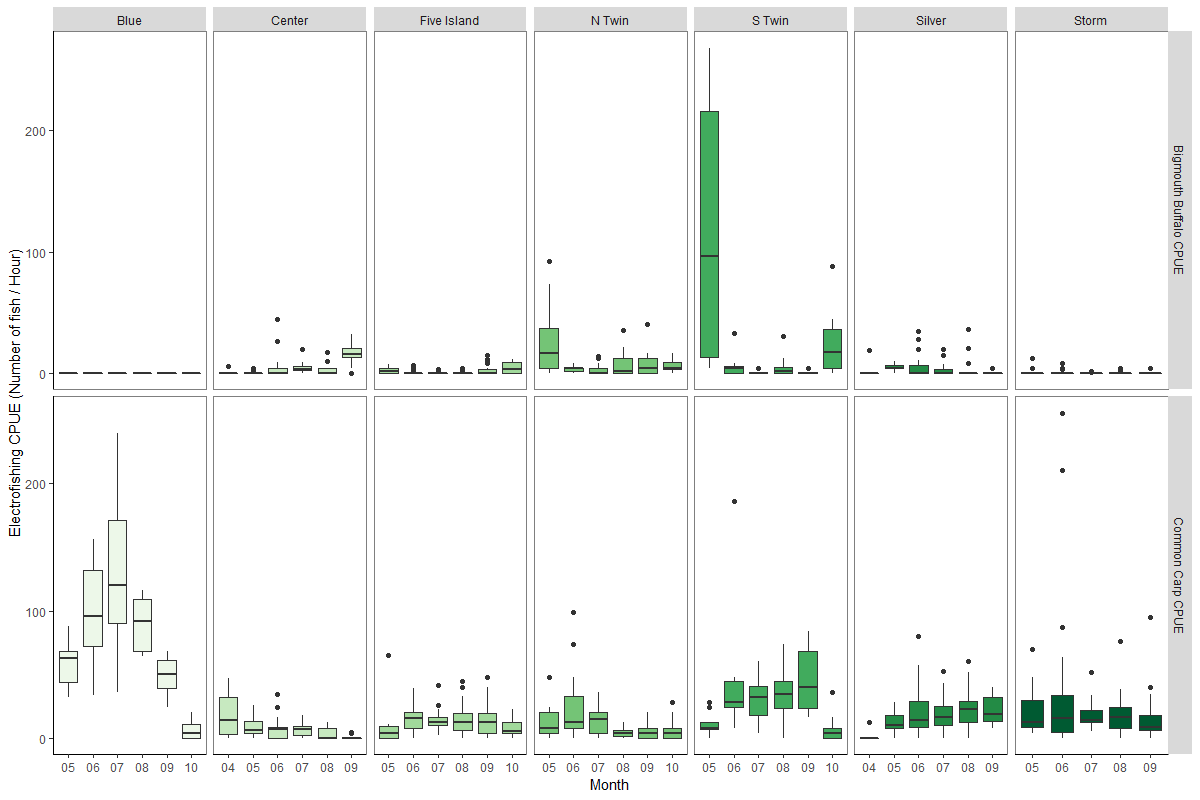 Blue Center Five Island N Twin S Twin Silver Storm
200
100
0
Bigmouth Buffalo CPUE
Electrofishing CPUE (Number of fish / Hour)
200
100
0
Common Carp CPUE
05 06 07 08 09 10 04 05 06 07 08 09 05 06 07 08 09 10 05 06 07 08 09 10 05 06 07 08 09 10 04 05 06 07 08 09 05 06 07 08 09
Month